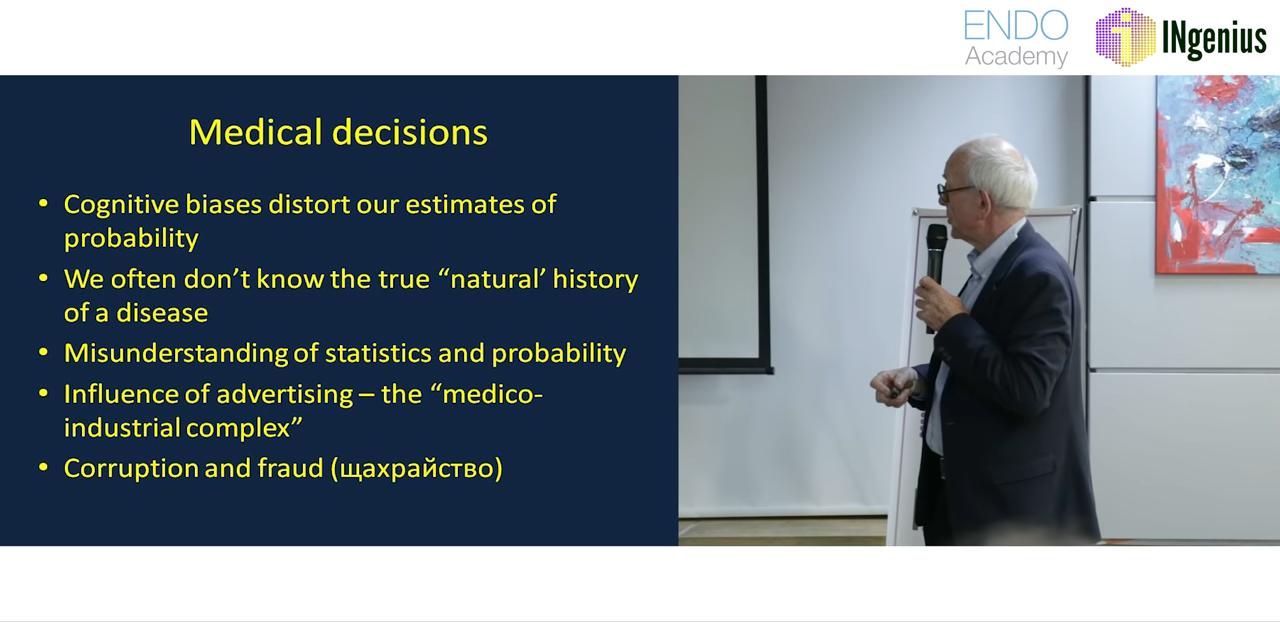 ENDO
Academy
INgenius
Medical decisions
• Cognitive biases distort our estimates of
probability
• We often don’t know the true “natural’ history
of a disease
• Misunderstanding of statistics and probability
• Influence of advertising – the “medico-
industrial complex”
• Corruption and fraud (щахрайство)